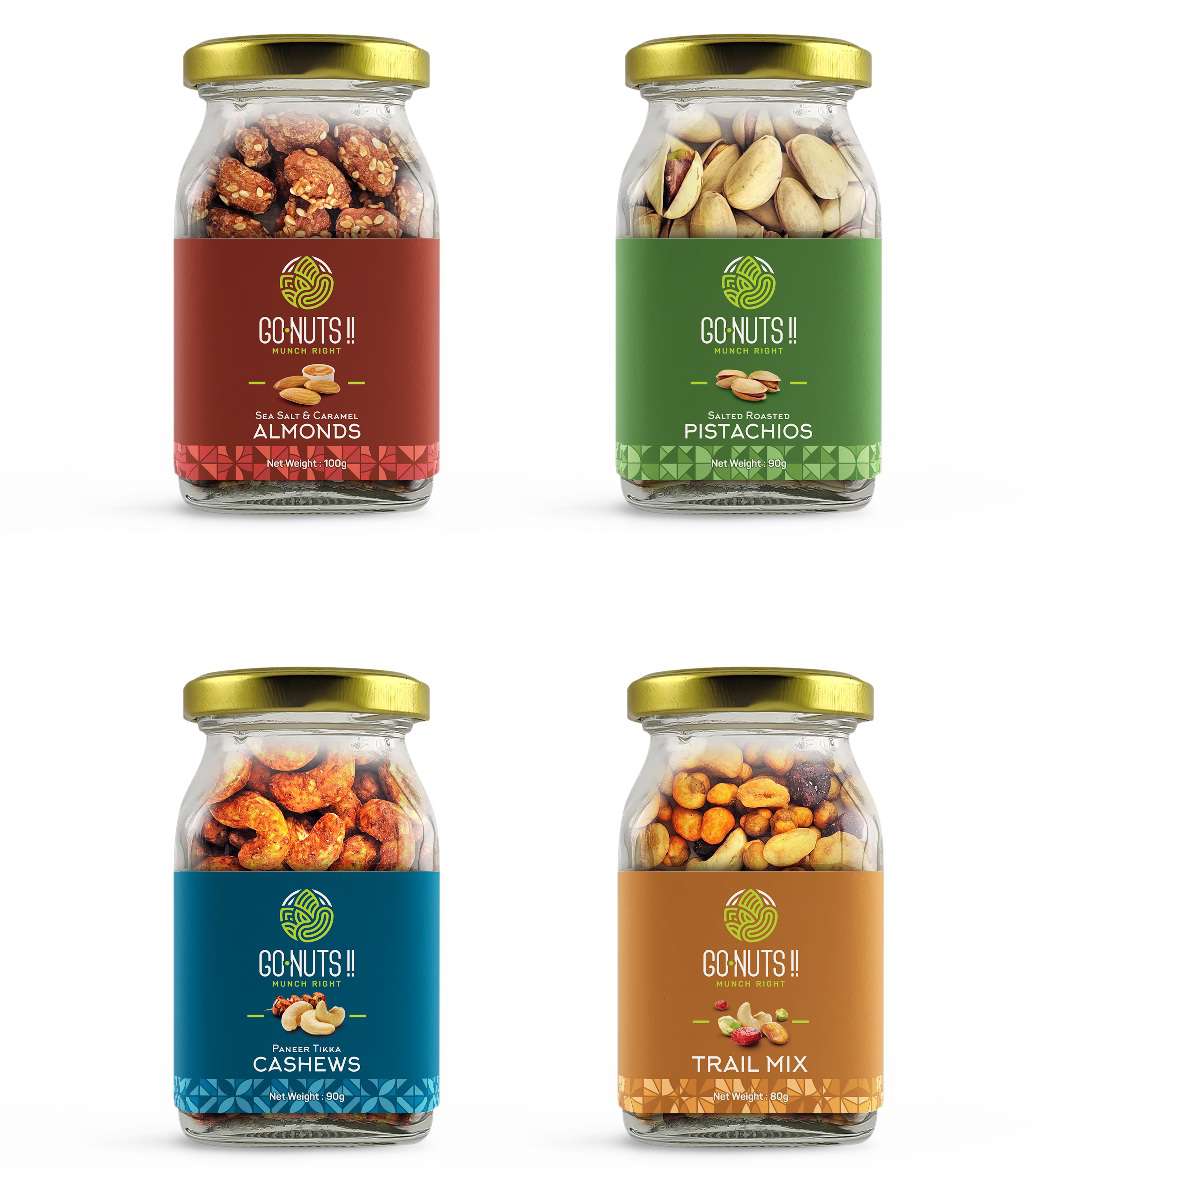 GO·NUTS!!
MUNCH RIGHT
SEA SALT & CARAMEL
ALMONDS
Net Weight : 100g
GO·NUTS!!
MUNCH RIGHT
SALTED ROASTED
PISTACHIOS
Net Weight : 90g
GO·NUTS!!
MUNCH RIGHT
PANEER TIKKA
CASHEWS
Net Weight : 90g
GO·NUTS!!
MUNCH RIGHT
TRAIL MIX
Net Weight : 80g